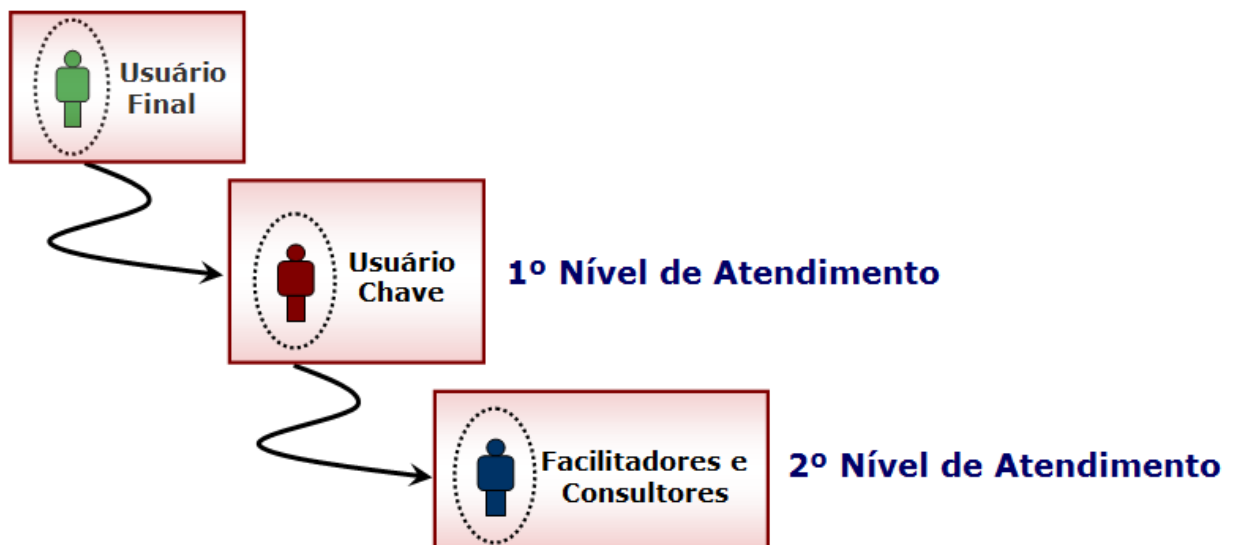 Usuário
Final
Usuário
Chave
1º Nível de Atendimento
Facilitadores e
Consultores
2º Nível de Atendimento